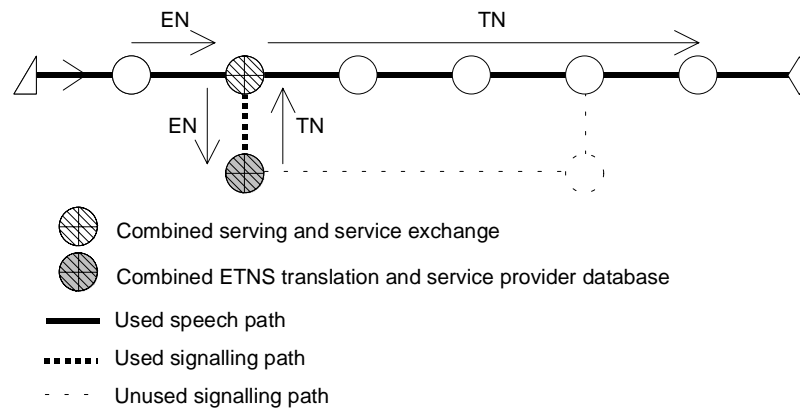 EN
TN
EN
TN
Combined serving and service exchange
Combined ETNS translation and service provider database
Used speech path
Used signalling path
Unused signalling path